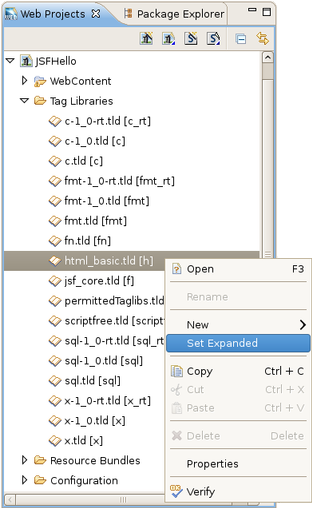 Web Projects
Package Explorer
JSFHello
WebContent
Tag Libraries
c-1_0-rt.tld [c_rt]
c-1_0.tld [c]
c.tld [c]
fmt-1_0-rt.tld [fmt_rt]
fmt-1_0.tld [fmt]
fmt.tld [fmt]
fn.tld [fn]
html_basic.tld [h]
jsf_core.tld [f]
permittedTaglibs.tld
scriptfree.tld [script
sql-1_0-rt.tld [sql_rt
sql-1_0.tld [sql]
sql.tld [sql]
x-1_0-rt.tld [x_rt]
x-1_0.tld [x]
x.tld [x]
Resource Bundles
Configuration
Open F3
Rename
New
Set Expanded
Copy Ctrl + C
Cut Ctrl + X
Paste Ctrl + V
Delete Delete
Properties
Verify